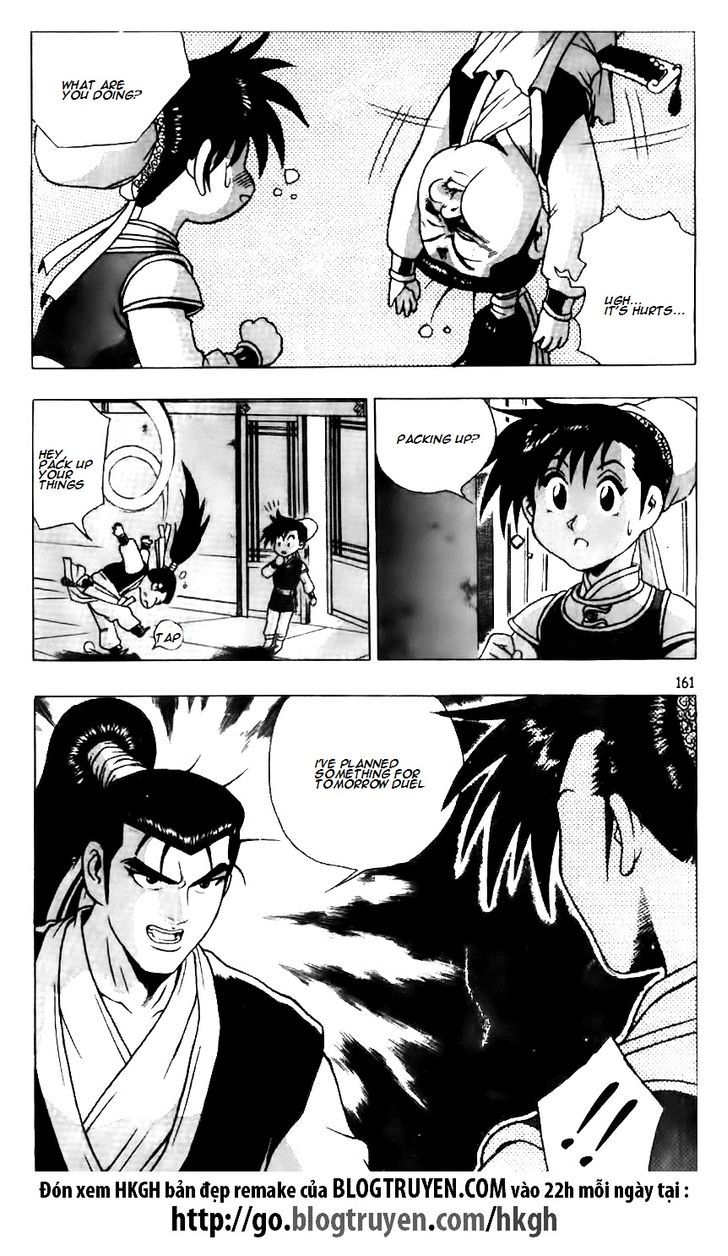 WHAT ARE
YOU DOING?
UGH...
IT'S HURTS...
HEY,
PACK UP
YOUR
THINGS
TAP
PACKING UP?
161
I'VE PLANNED
SOMETHING FOR
TOMORROW DUEL
!!
Đón xem HKGH bản đẹp remake của BLOGTRUYEN.COM vào 22h mỗi ngày tại :
http://go.blogtruyen.com/hkgh